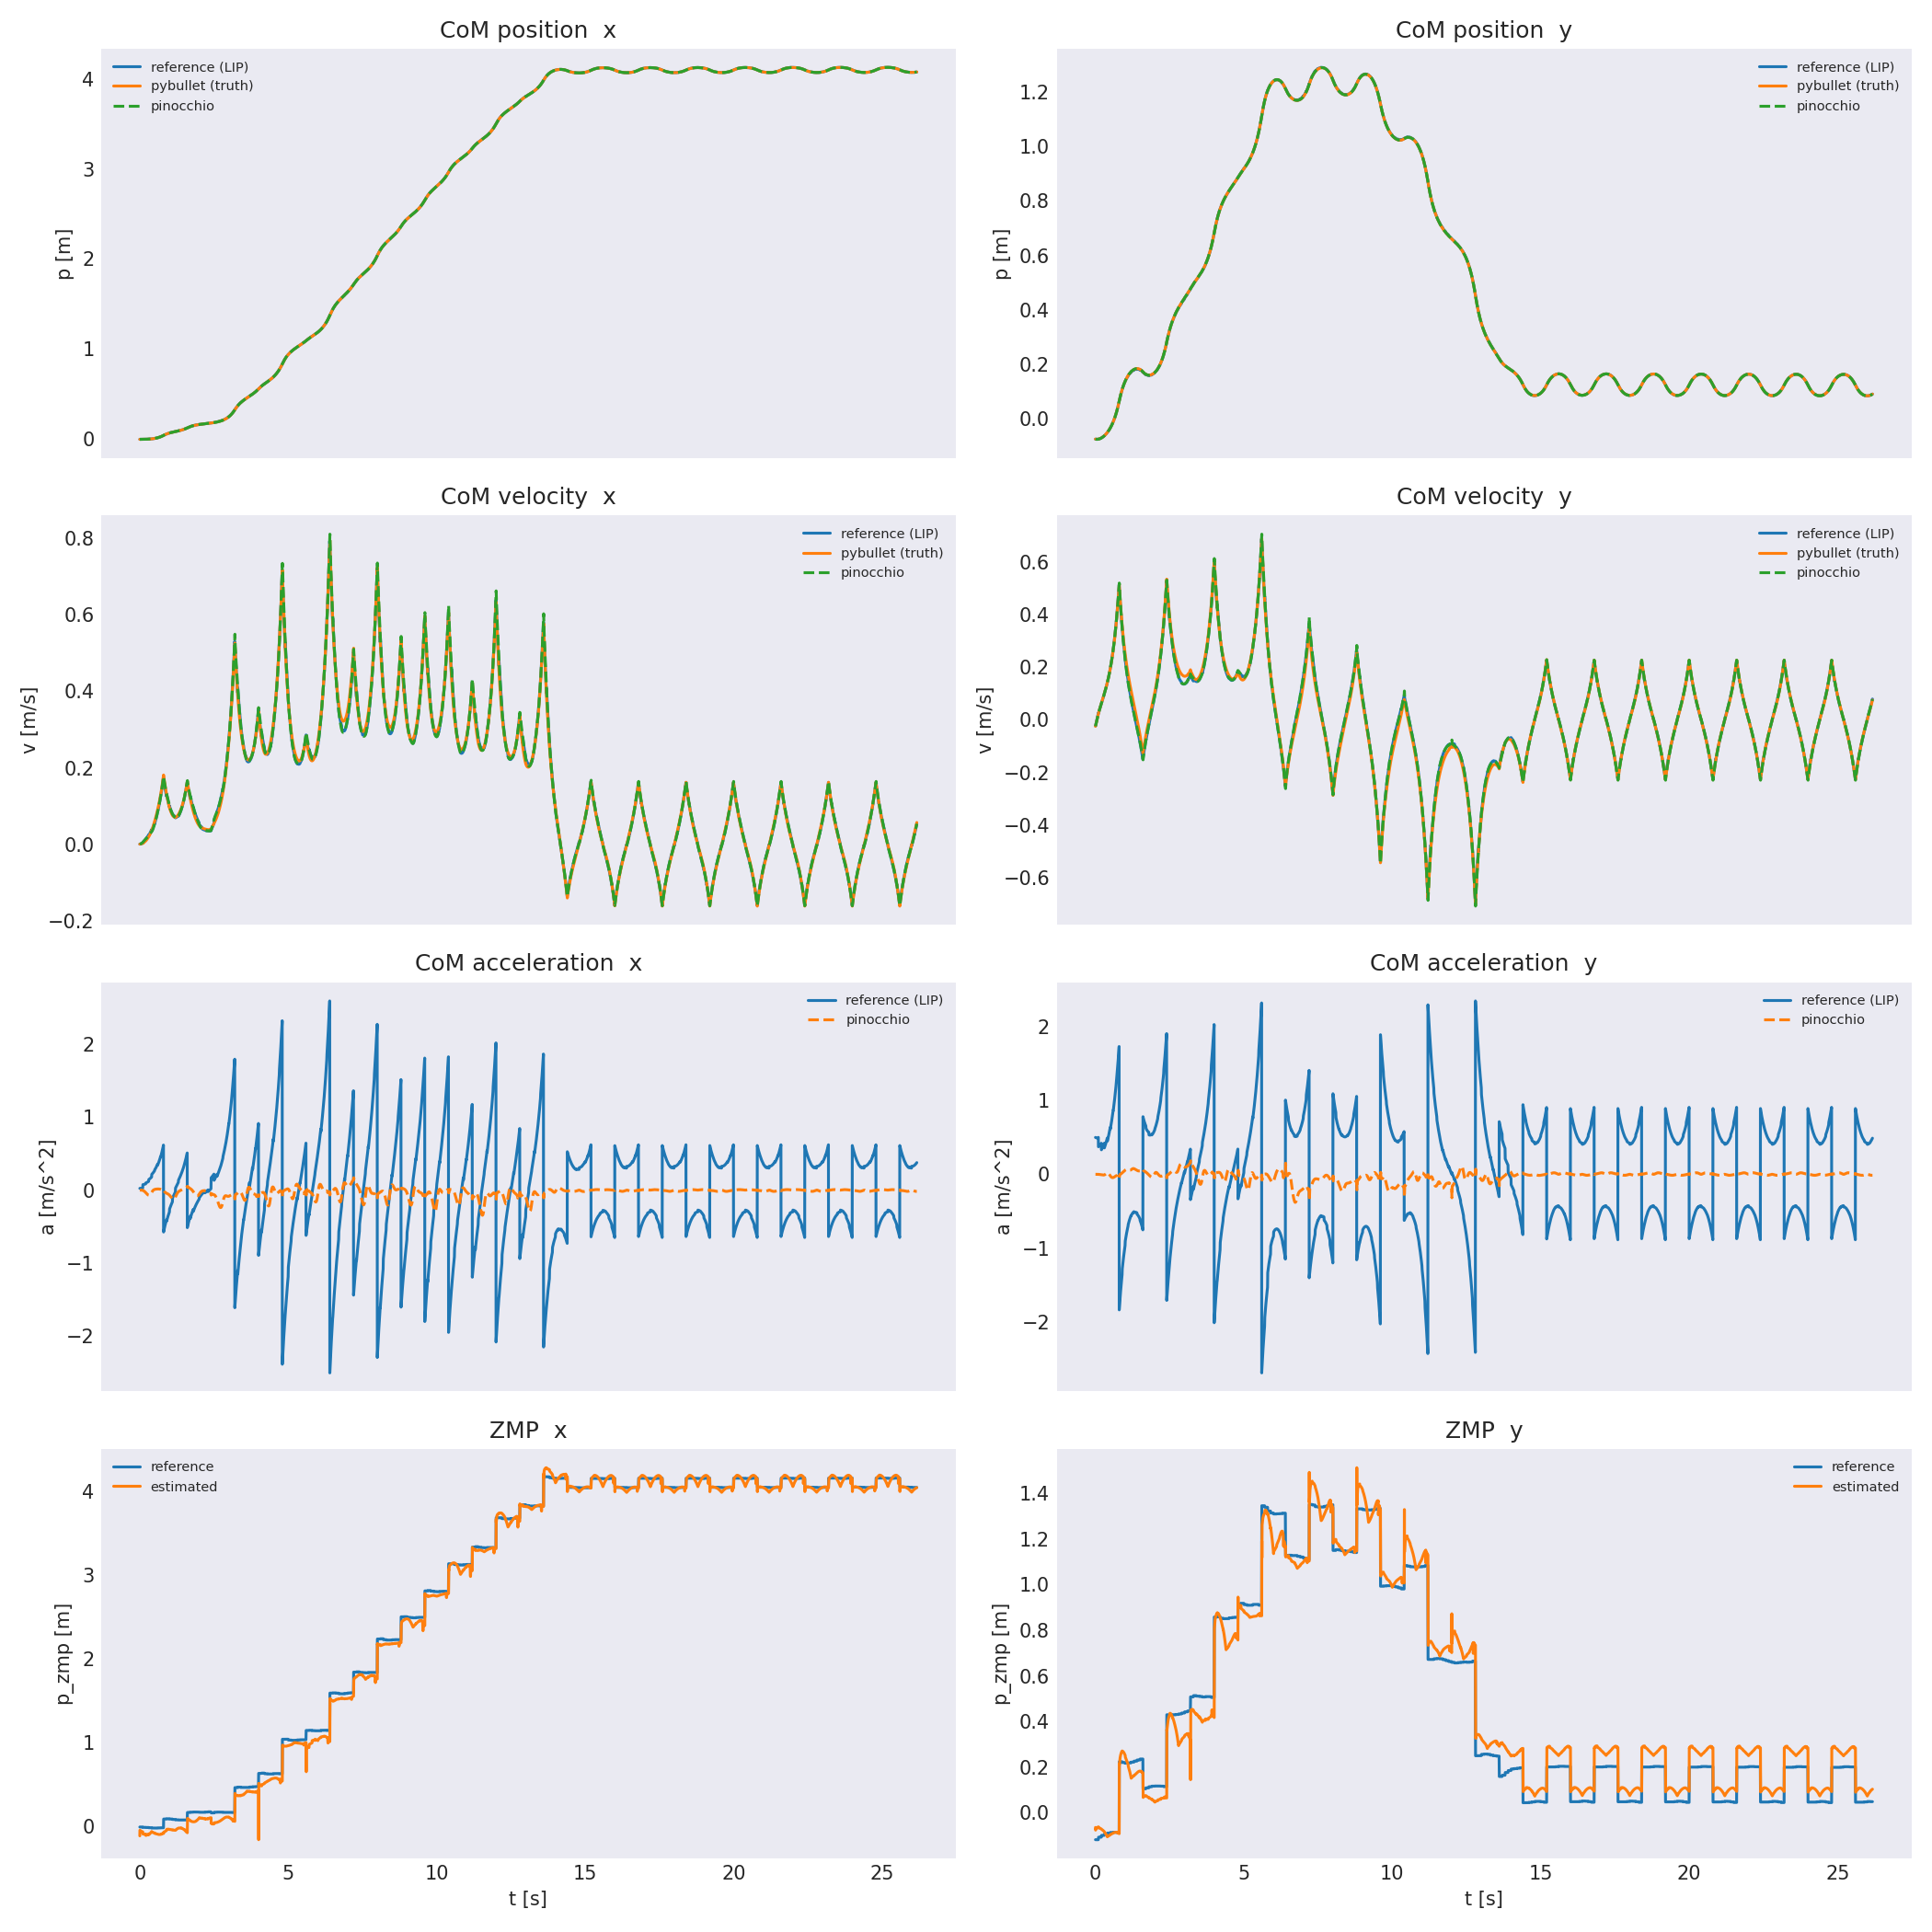 CoM position  x
CoM position  y
reference (LIP)
pybullet (truth)
pinocchio
reference (LIP)
pybullet (truth)
pinocchio
p [m]
4
3
2
1
0
p [m]
1.2
1.0
0.8
0.6
0.4
0.2
0.0
CoM velocity  x
CoM velocity  y
reference (LIP)
pybullet (truth)
pinocchio
reference (LIP)
pybullet (truth)
pinocchio
v [m/s]
0.8
0.6
0.4
0.2
0.0
−0.2
v [m/s]
0.6
0.4
0.2
0.0
−0.2
−0.4
−0.6
CoM acceleration  x
CoM acceleration  y
reference (LIP)
pinocchio
reference (LIP)
pinocchio
a [m/s^2]
2
1
0
−1
−2
a [m/s^2]
2
1
0
−1
−2
ZMP  x
ZMP  y
reference
estimated
reference
estimated
p_zmp [m]
4
3
2
1
0
p_zmp [m]
1.4
1.2
1.0
0.8
0.6
0.4
0.2
0.0
0 5 10 15 20 25
0 5 10 15 20 25
t [s]
t [s]